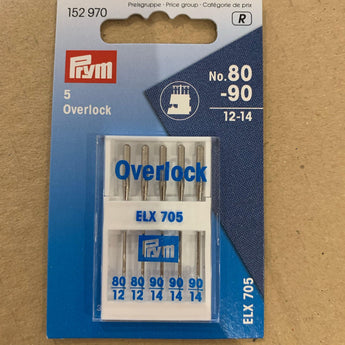 152 970
Preisgruppe · Price group · Catégorie de prix
R
Prym
5
Overlock
No. 80
-90
12-14
Overlock
ELX 705
Prym
80 80 90 90 90
12 12 14 14 14
ELX 705